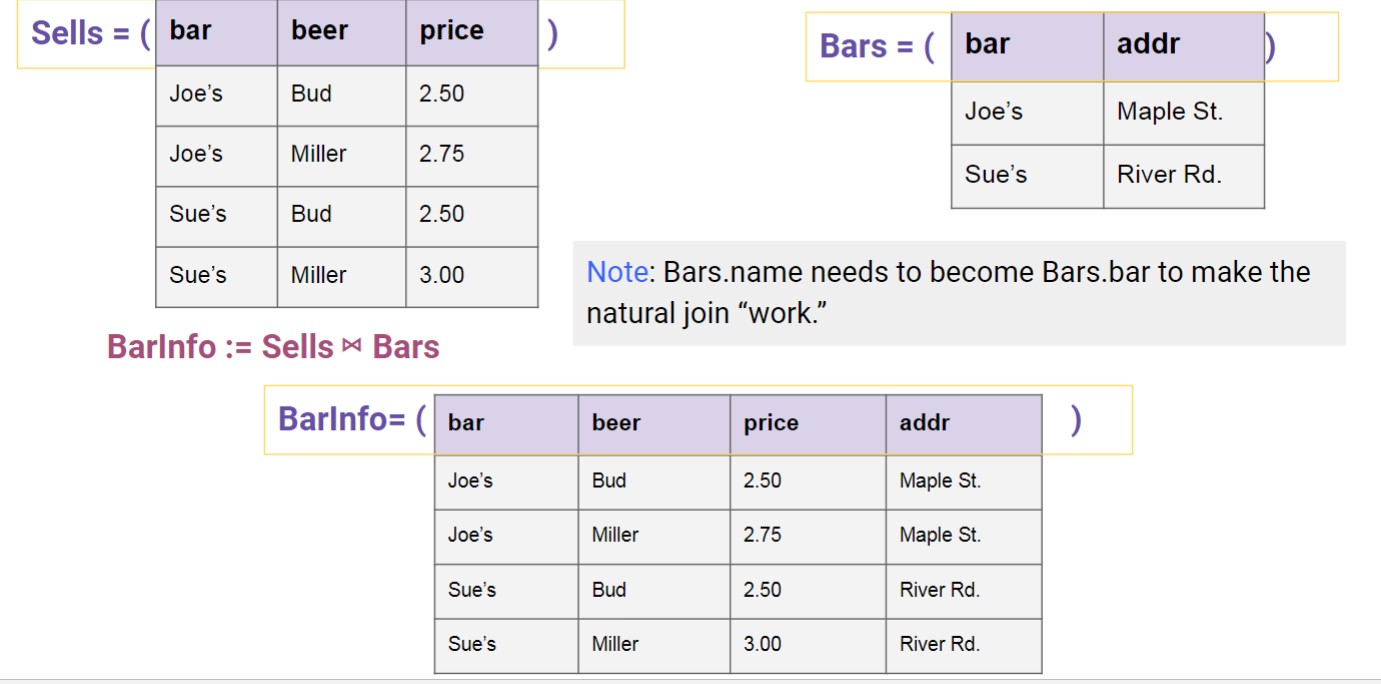 Sells = ( bar beer price )
Joe’s Bud 2.50
Joe’s Miller 2.75
Sue’s Bud 2.50
Sue’s Miller 3.00
Bars = ( bar addr )
Joe’s Maple St.
Sue’s River Rd.
Note: Bars.name needs to become Bars.bar to make the
natural join “work.”
BarInfo := Sells ⋈ Bars
BarInfo= ( bar beer price addr )
Joe’s Bud 2.50 Maple St.
Joe’s Miller 2.75 Maple St.
Sue’s Bud 2.50 River Rd.
Sue’s Miller 3.00 River Rd.